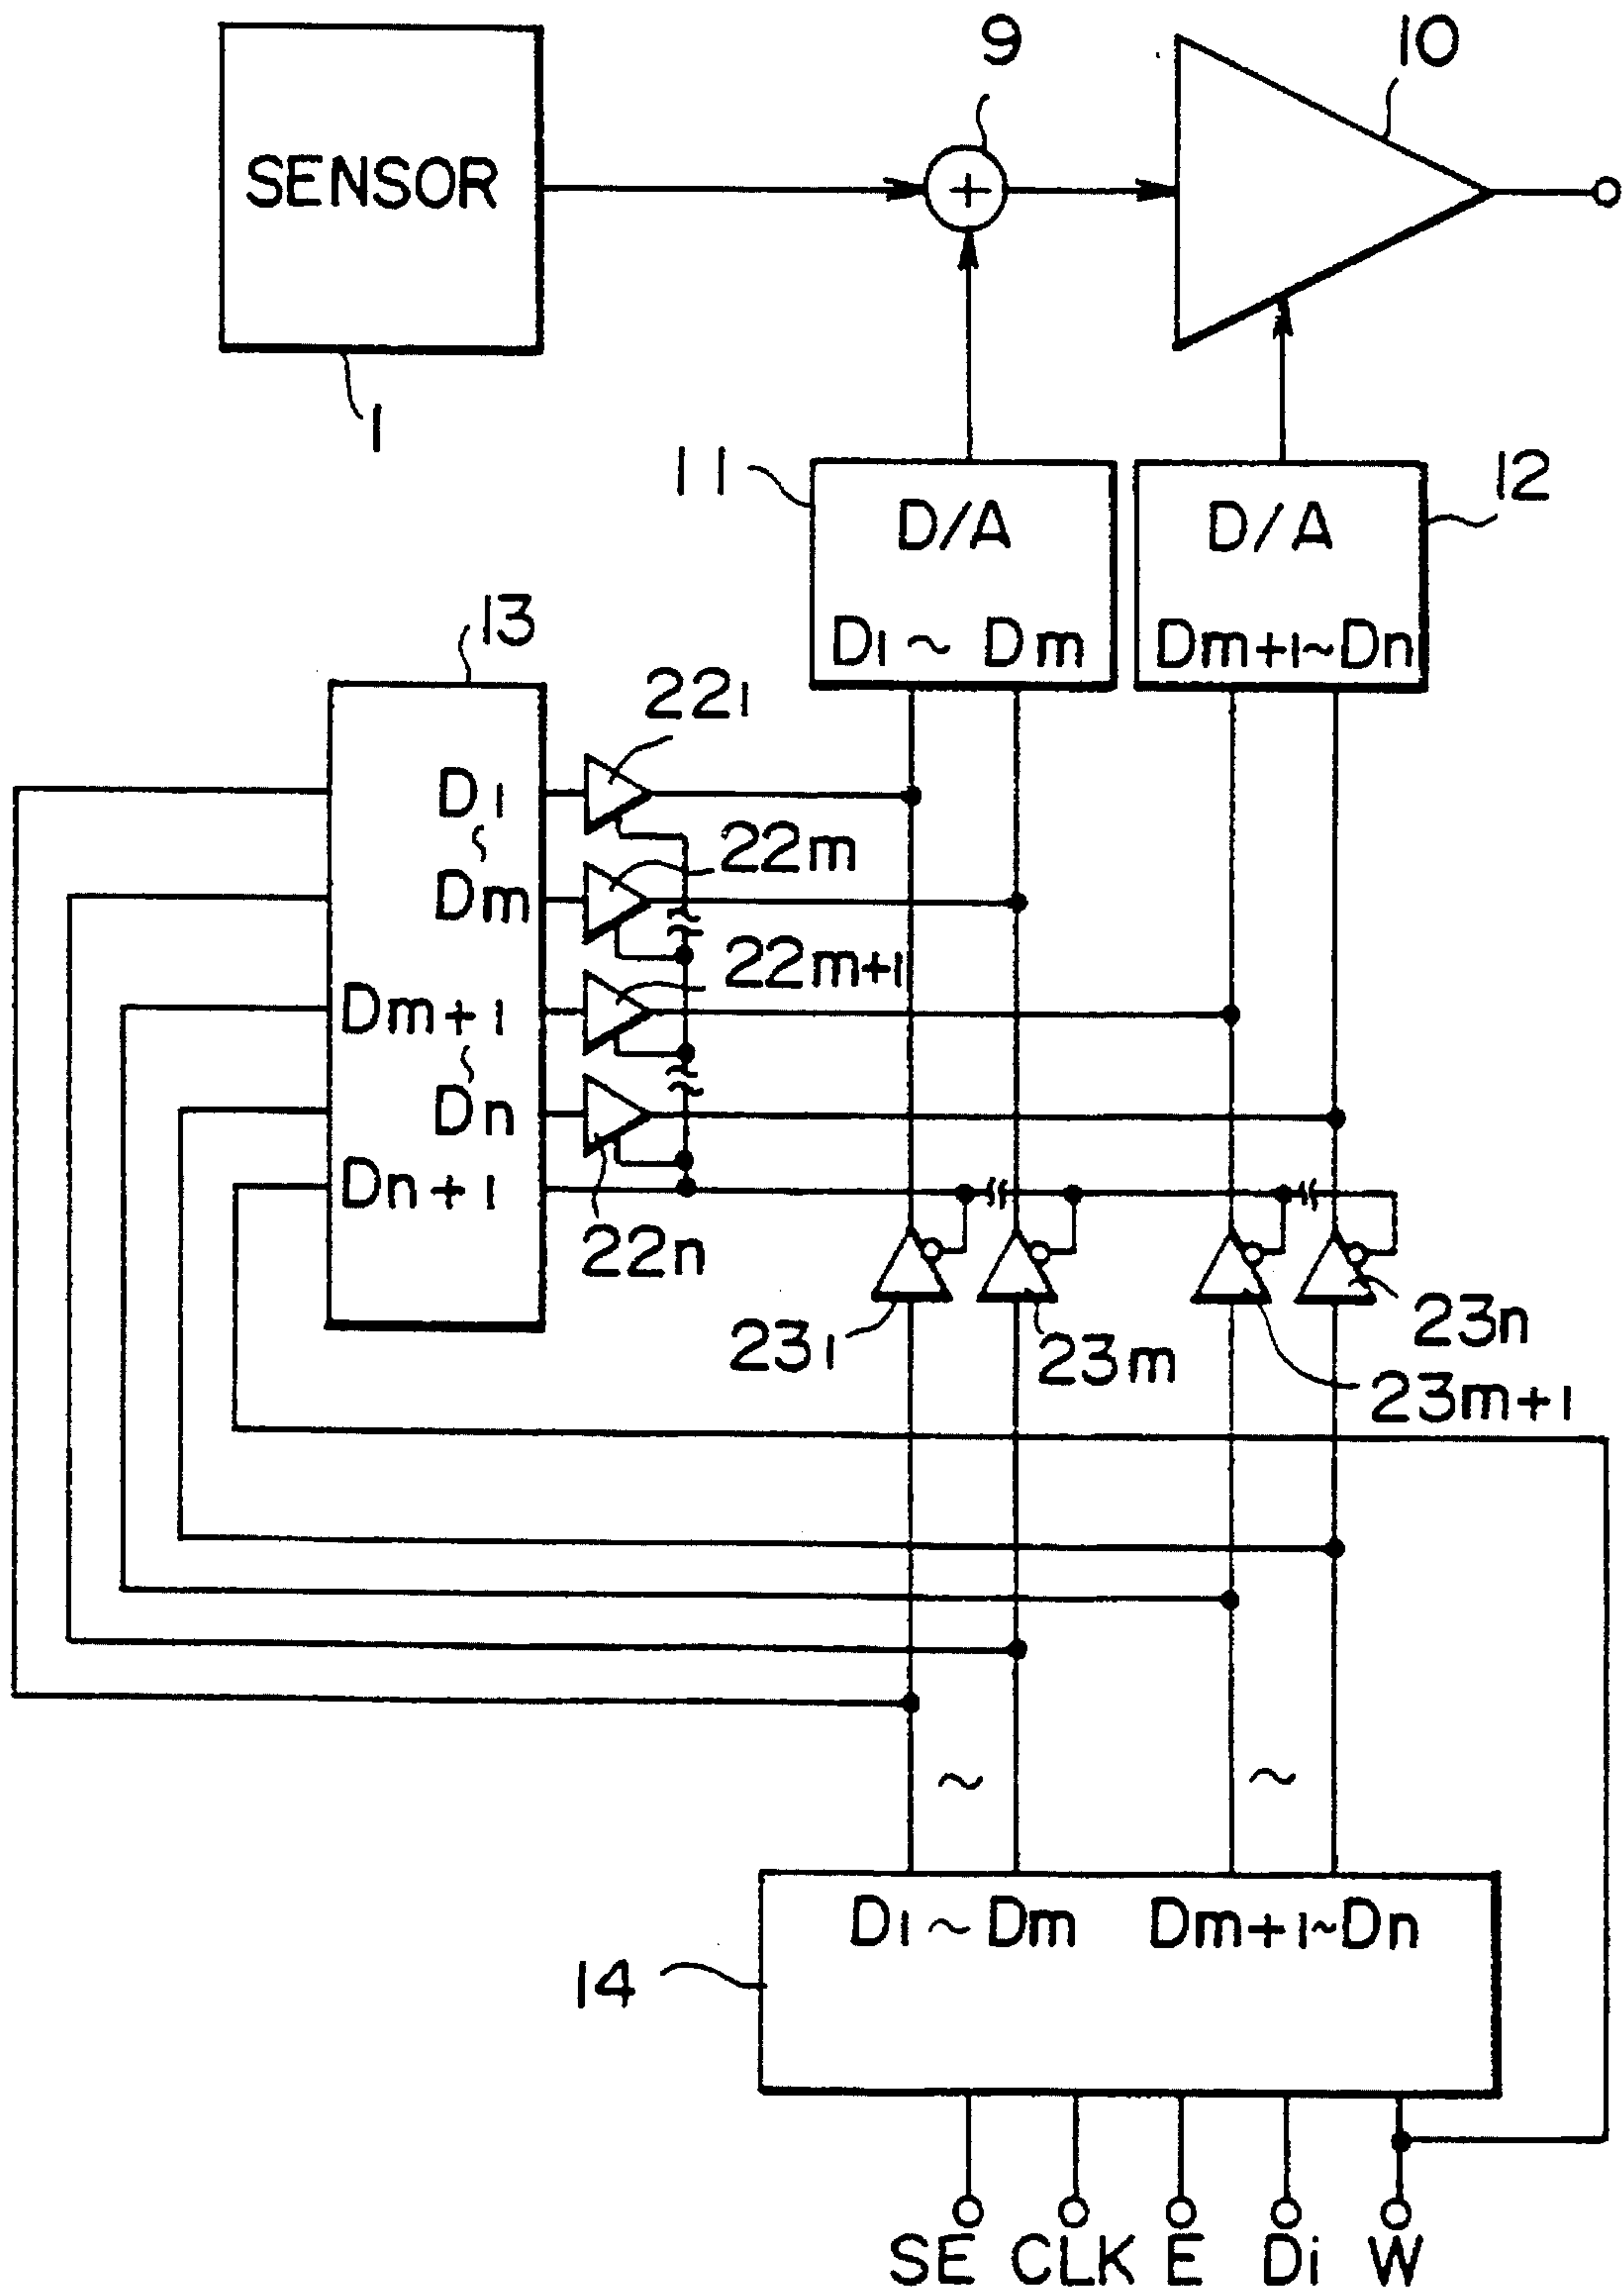 9
10
SENSOR
+
1
11
12
D/A
D/A
D1 ~ Dm
Dm+1~Dn
13
221
D1
~
22m
Dm
22m+1
Dm+1
~
Dn
Dn+1
22n
231
23m
23n
23m+1
~ ~
D1~Dm Dm+1~Dn
14
SE CLK E Di W